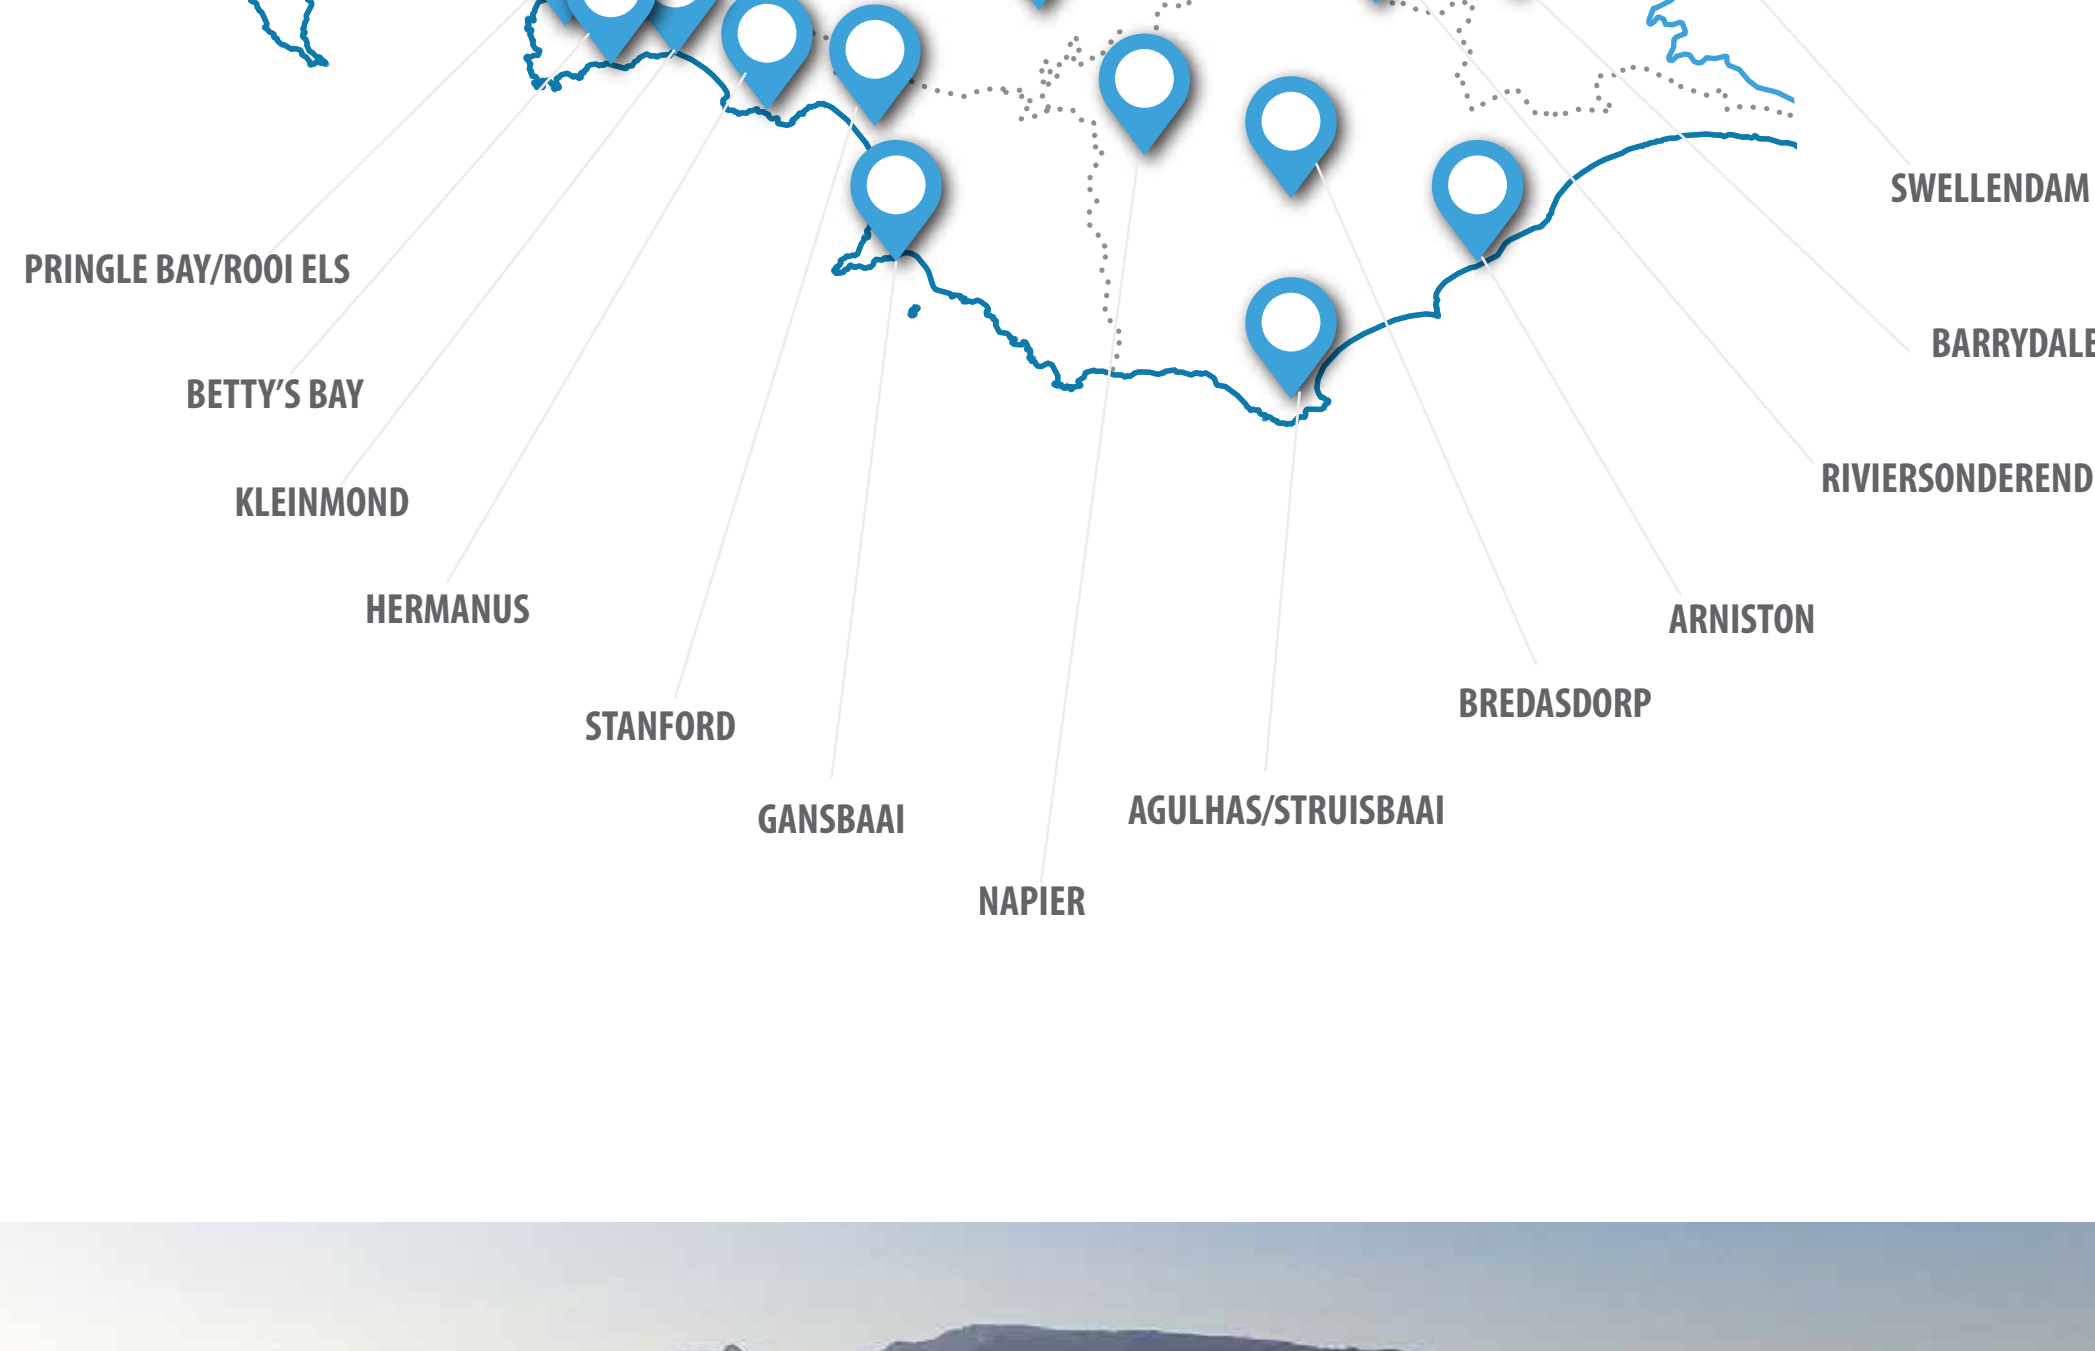 SWELLENDAM
PRINGLE BAY/ROOI ELS
BARRYDALE
BETTY'S BAY
RIVIERSONDEREND
KLEINMOND
HERMANUS
ARNISTON
BREDASDORP
STANFORD
AGULHAS/STRUISBAAI
GANSBAAI
NAPIER